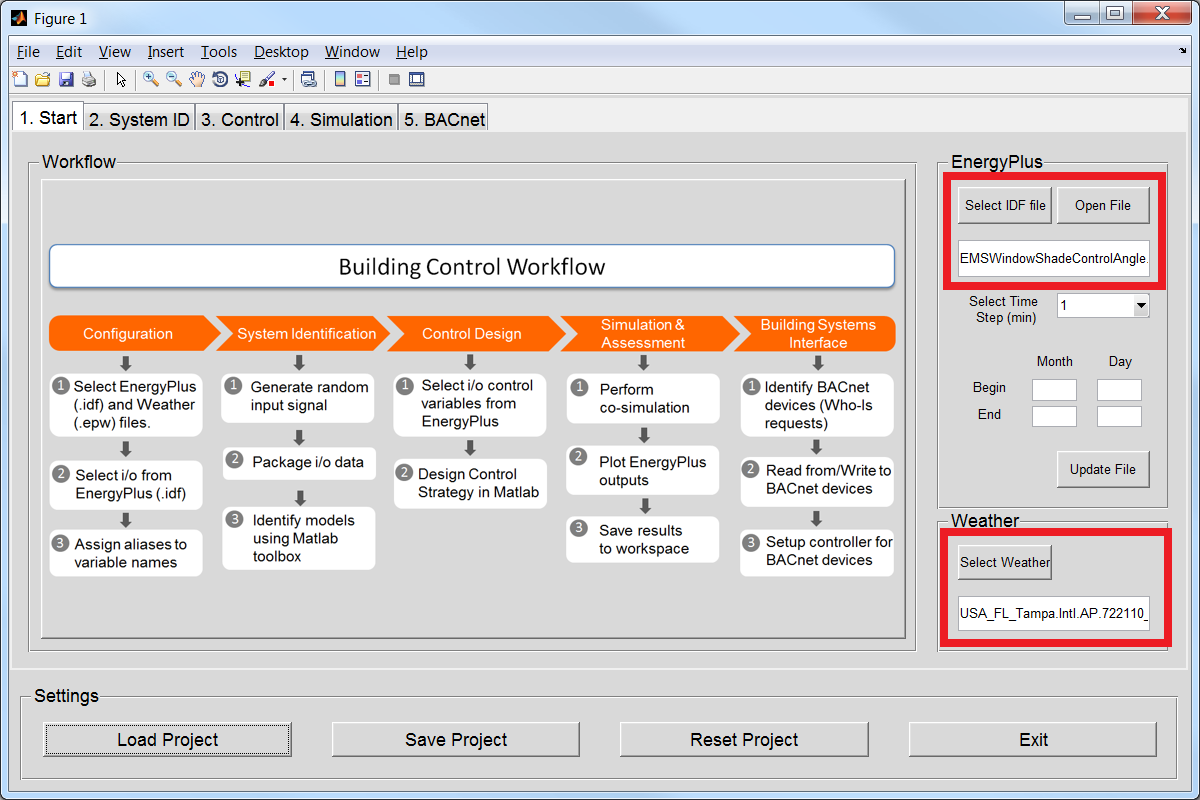 Figure 1
File Edit View Insert Tools Desktop Window Help
1. Start 2. System ID 3. Control 4. Simulation 5. BACnet
Workflow
Building Control Workflow
Configuration
1 Select EnergyPlus
(.idf) and Weather
(.epw) files.
2 Select i/o from
EnergyPlus (.idf)
3 Assign aliases to
variable names
System Identification
1 Generate random
input signal
2 Package i/o data
3 Identify models
using Matlab
toolbox
Control Design
1 Select i/o control
variables from
EnergyPlus
2 Design Control
Strategy in Matlab
Simulation &
Assessment
1 Perform
co-simulation
2 Plot EnergyPlus
outputs
3 Save results
to workspace
Building Systems
Interface
1 Identify BACnet
devices (Who-Is
requests)
2 Read from/Write to
BACnet devices
3 Setup controller for
BACnet devices
EnergyPlus
Select IDF file Open File
EMSWindowShadeControlAngle.
Select Time
Step (min)
1
Month Day
Begin
End
Update File
Weather
Select Weather
USA_FL_Tampa.Intl.AP.722110_
Settings
Load Project Save Project Reset Project Exit